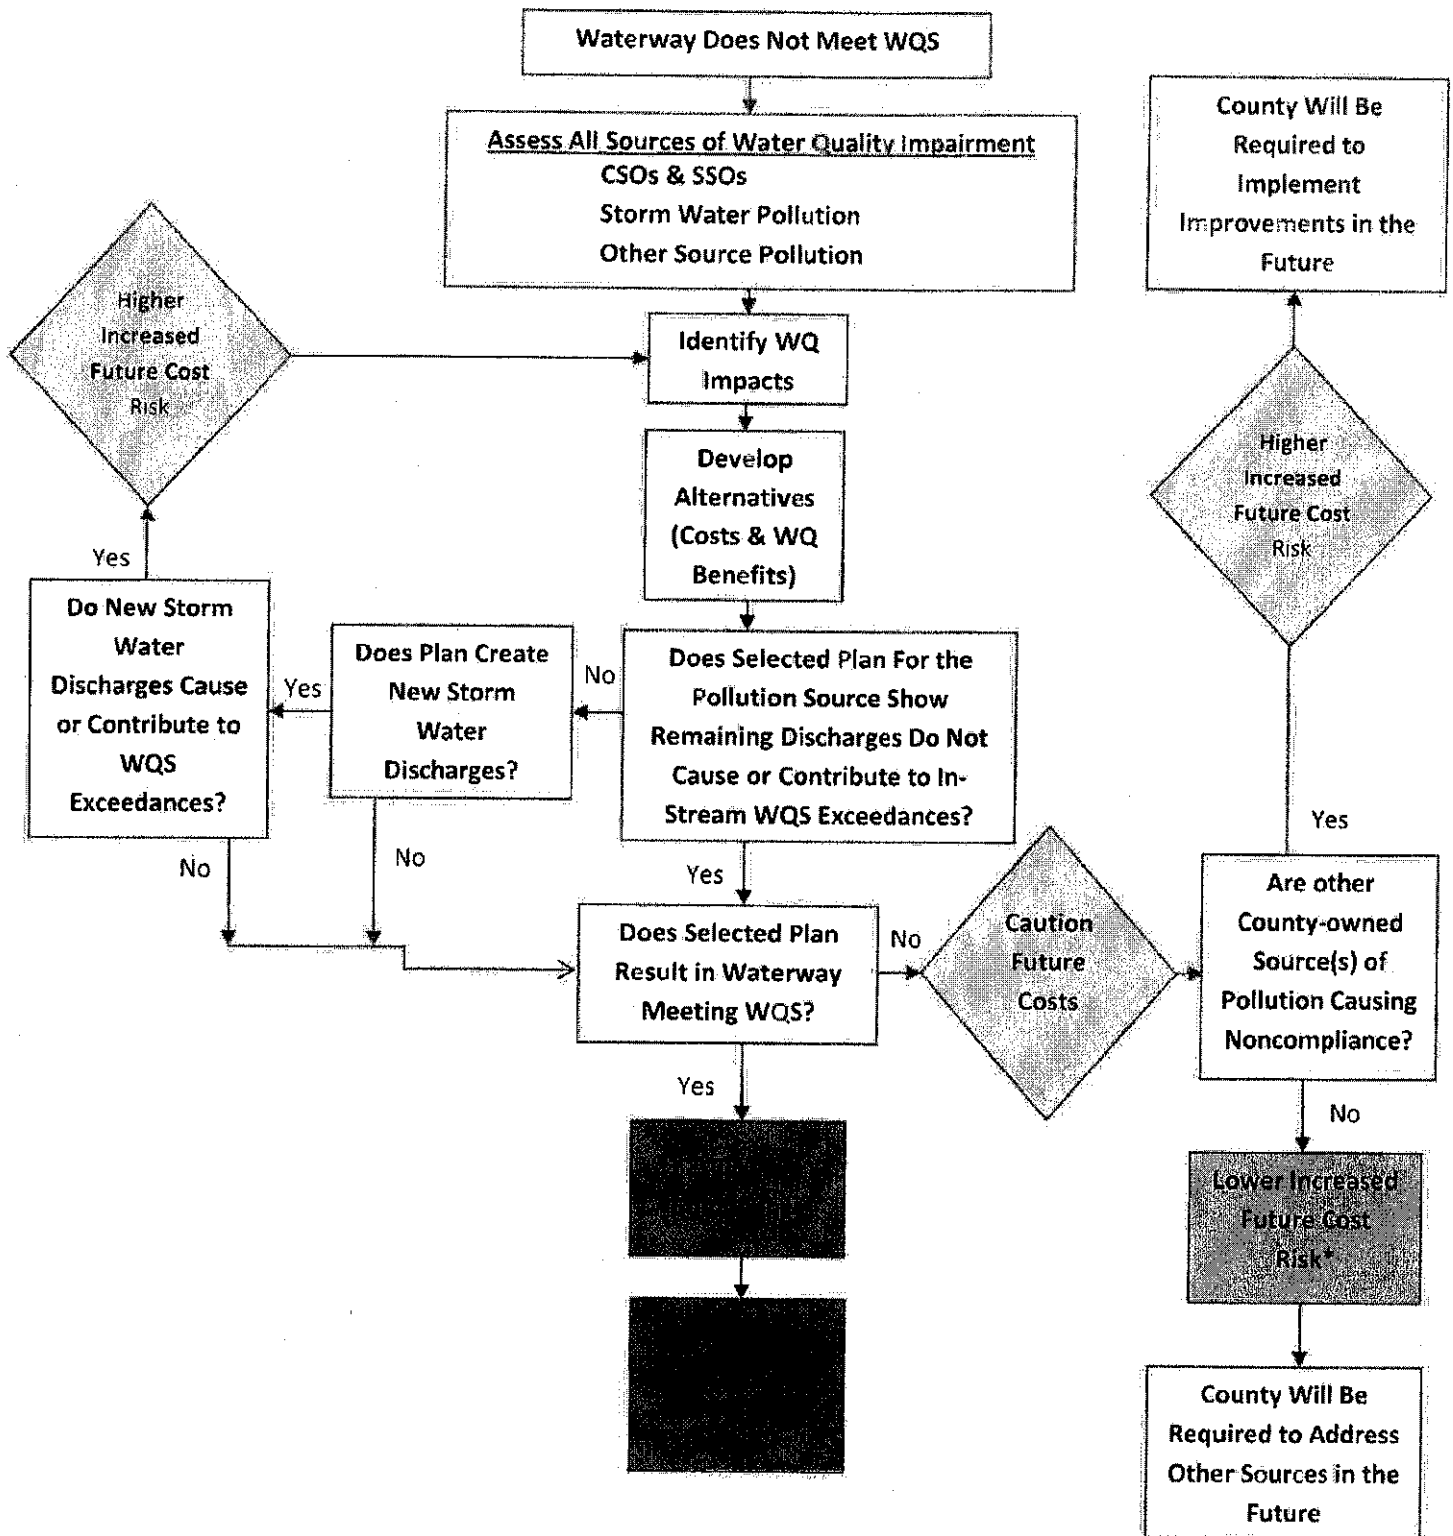 Waterway Does Not Meet WQS
Assess All Sources of Water Quality Impairment
CSOs & SSOs
Storm Water Pollution
Other Source Pollution
County Will Be
Required to
Implement
Improvements in the
Future
Higher
Increased
Future Cost
Risk
Identify WQ
Impacts
Develop
Alternatives
(Costs & WQ
Benefits)
Higher
Increased
Future Cost
Risk
Yes
Do New Storm
Water
Discharges Cause
or Contribute to
WQS
Exceedances?
Yes
Does Plan Create
New Storm
Water
Discharges?
No
Does Selected Plan For the
Pollution Source Show
Remaining Discharges Do Not
Cause or Contribute to In-
Stream WQS Exceedances?
Yes
No
No
Yes
Does Selected Plan
Result in Waterway
Meeting WQS?
No
Caution
Future
Costs
Are other
County-owned
Source(s) of
Pollution Causing
Noncompliance?
Yes
No
Lower Increased
Future Cost
Risk*
County Will Be
Required to Address
Other Sources in the
Future